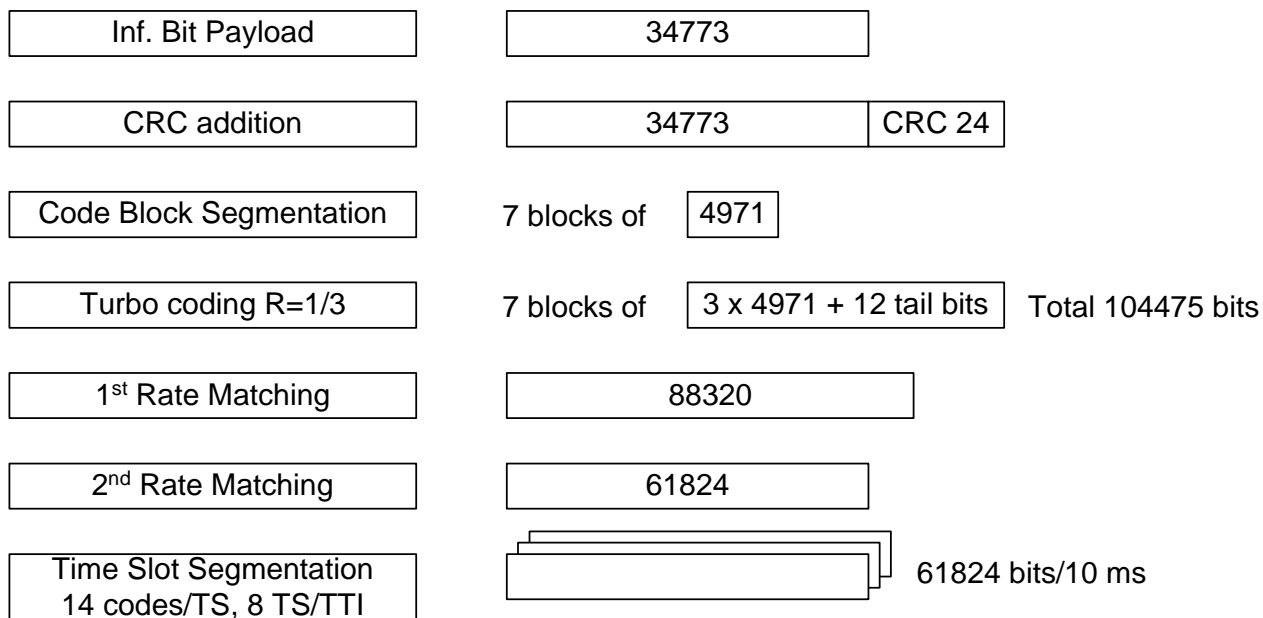 Inf. Bit Payload 34773
CRC addition 34773 CRC 24
Code Block Segmentation 7 blocks of 4971
Turbo coding R=1/3 7 blocks of 3 x 4971 + 12 tail bits Total 104475 bits
1st Rate Matching 88320
2nd Rate Matching 61824
Time Slot Segmentation
14 codes/TS, 8 TS/TTI
61824 bits/10 ms